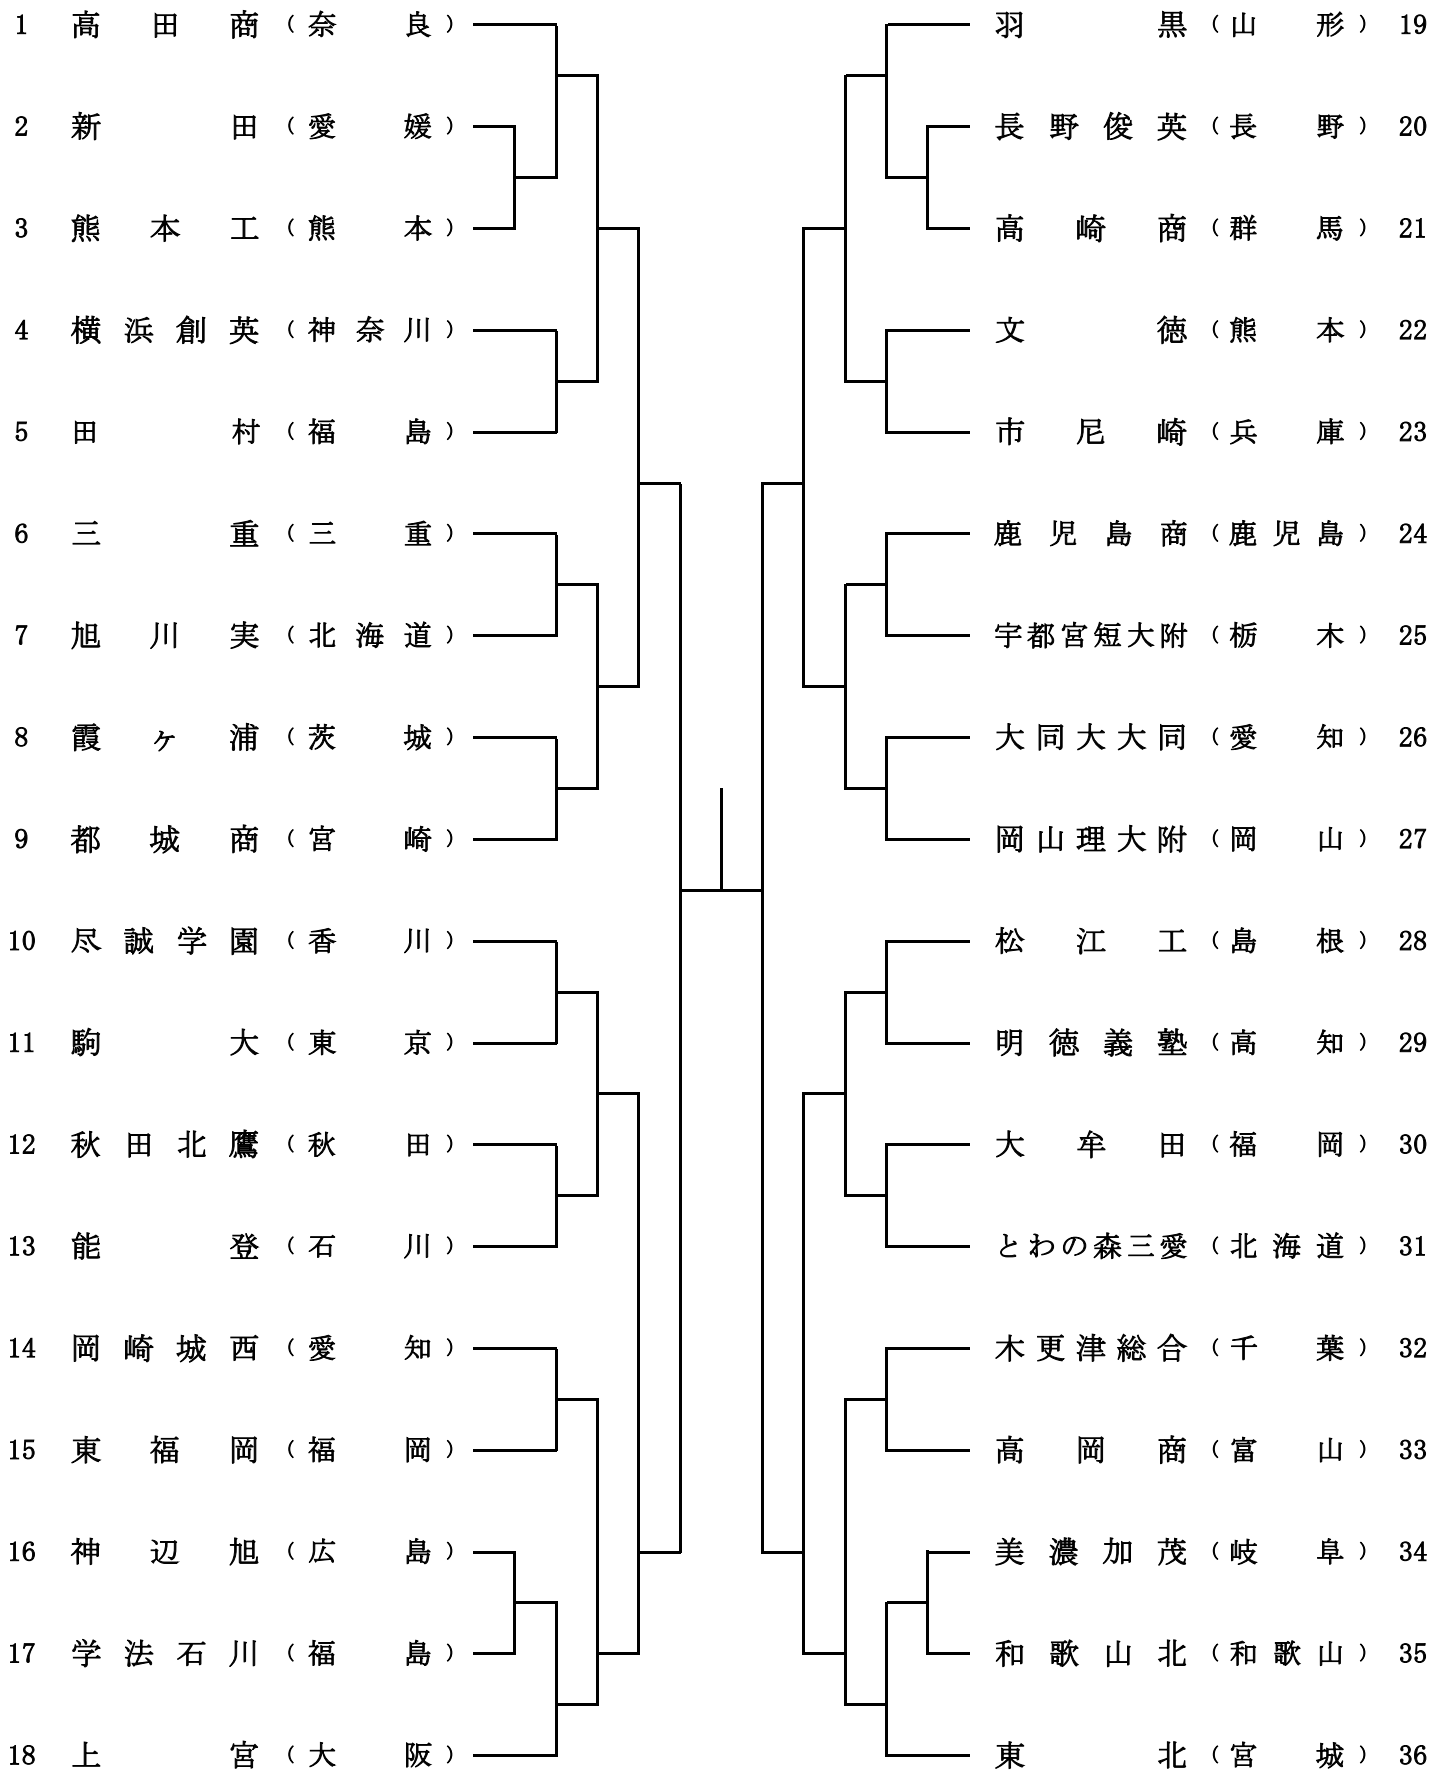 1 高田商（奈良）
2 新田（愛媛）
3 熊本工（熊本）
4 横浜創英（神奈川）
5 田村（福島）
6 三重（三重）
7 旭川実（北海道）
8 霞ヶ浦（茨城）
9 都城商（宮崎）
10 尽誠学園（香川）
11 駒大（東京）
12 秋田北鷹（秋田）
13 能登（石川）
14 岡崎城西（愛知）
15 東福岡（福岡）
16 神辺旭（広島）
17 学法石川（福島）
18 上宮（大阪）
羽黒（山形）19
長野俊英（長野）20
高崎商（群馬）21
文徳（熊本）22
市尼崎（兵庫）23
鹿児島商（鹿児島）24
宇都宮短大附（栃木）25
大同大大同（愛知）26
岡山理大附（岡山）27
松江工（島根）28
明徳義塾（高知）29
大牟田（福岡）30
とわの森三愛（北海道）31
木更津総合（千葉）32
高岡商（富山）33
美濃加茂（岐阜）34
和歌山北（和歌山）35
東北（宮城）36